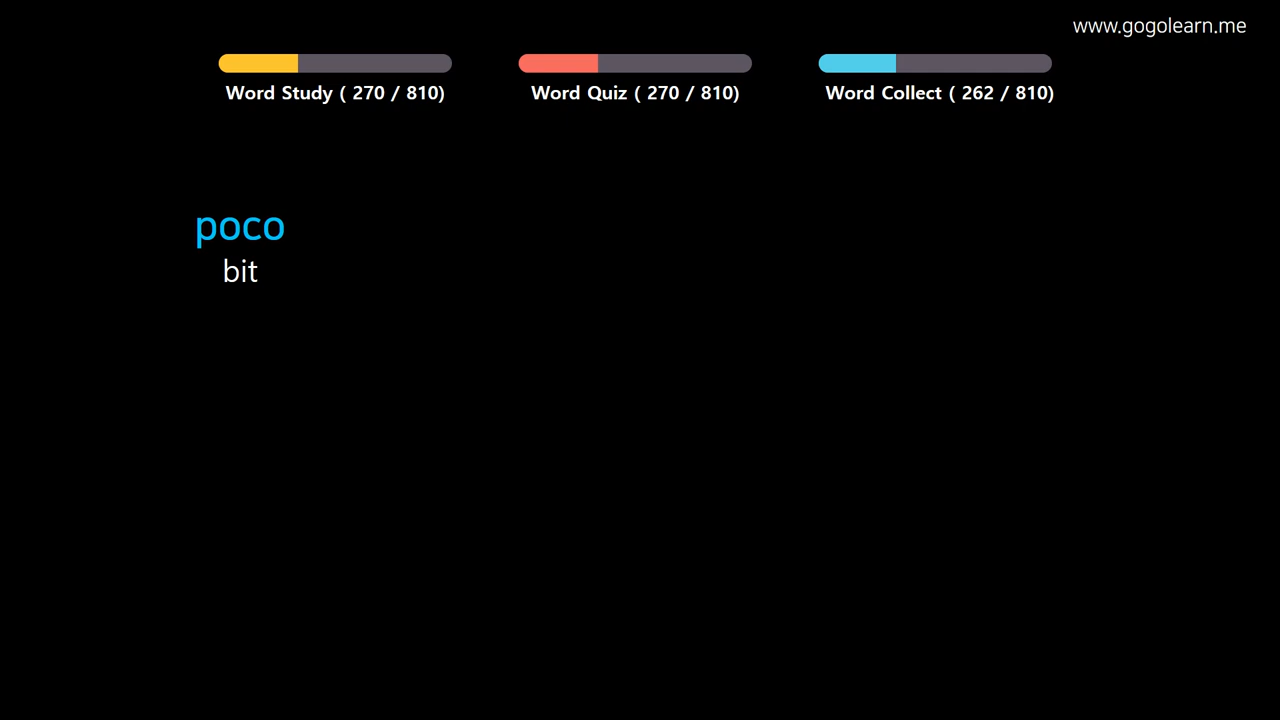 www.gogolearn.me
Word Study ( 270 / 810)
Word Quiz ( 270 / 810)
Word Collect ( 262 / 810)
poco
bit